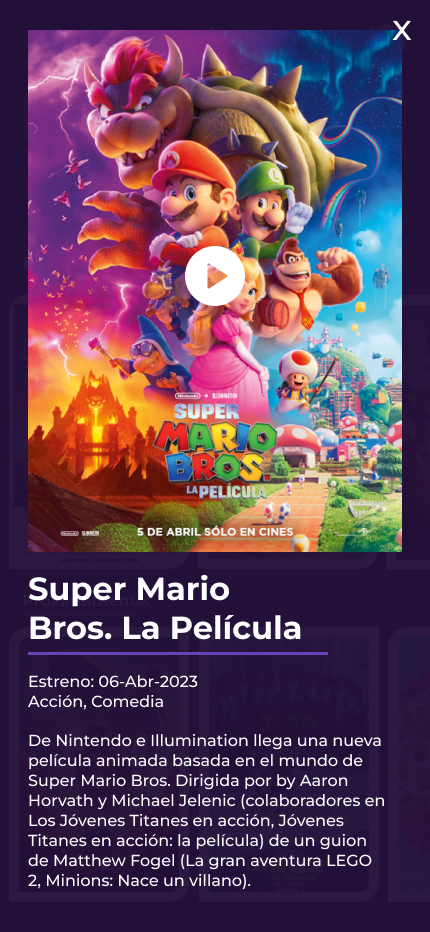 X
Nintendo ILLUMINATION
SUPER
MARIO
BROS.
LA PELÍCULA
Nintendo ILLUMINATION
5 DE ABRIL SÓLO EN CINES
Super Mario
Bros. La Película
Estreno: 06-Abr-2023
Acción, Comedia
De Nintendo e Illumination llega una nueva
película animada basada en el mundo de
Super Mario Bros. Dirigida por by Aaron
Horvath y Michael Jelenic (colaboradores en
Los Jóvenes Titanes en acción, Jóvenes
Titanes en acción: la película) de un guion
de Matthew Fogel (La gran aventura LEGO
2, Minions: Nace un villano).